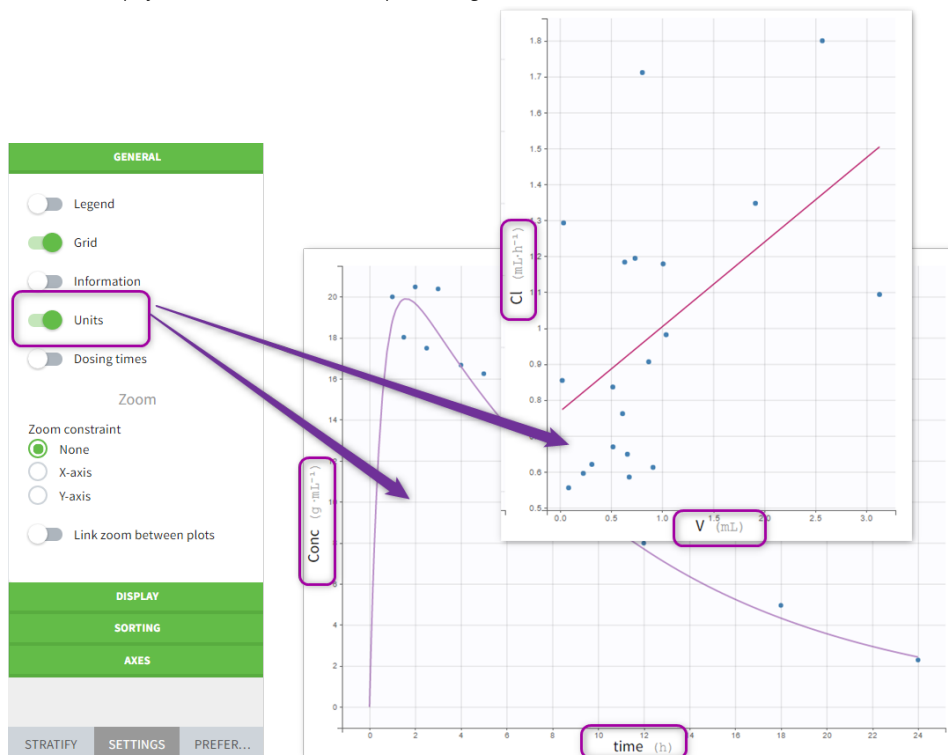 GENERAL
Legend
Grid
Information
Units
Dosing times
Zoom
Zoom constraint
None
X-axis
Y-axis
Link zoom between plots
DISPLAY
SORTING
AXES
STRATIFY SETTINGS PREFER...
1.8
1.7
1.6
1.5
1.4
1.3
1.2
1.1
1
0.9
0.8
0.6
0.5
Cl (mL·h⁻¹)
0.0 0.5 1.0 1.5 2.0 2.5 3.0
V (mL)
20
18
16
14
12
10
8
6
4
2
0
Conc (g·mL⁻¹)
0 2 4 6 8 10 12 14 16 18 20 22 24
time (h)